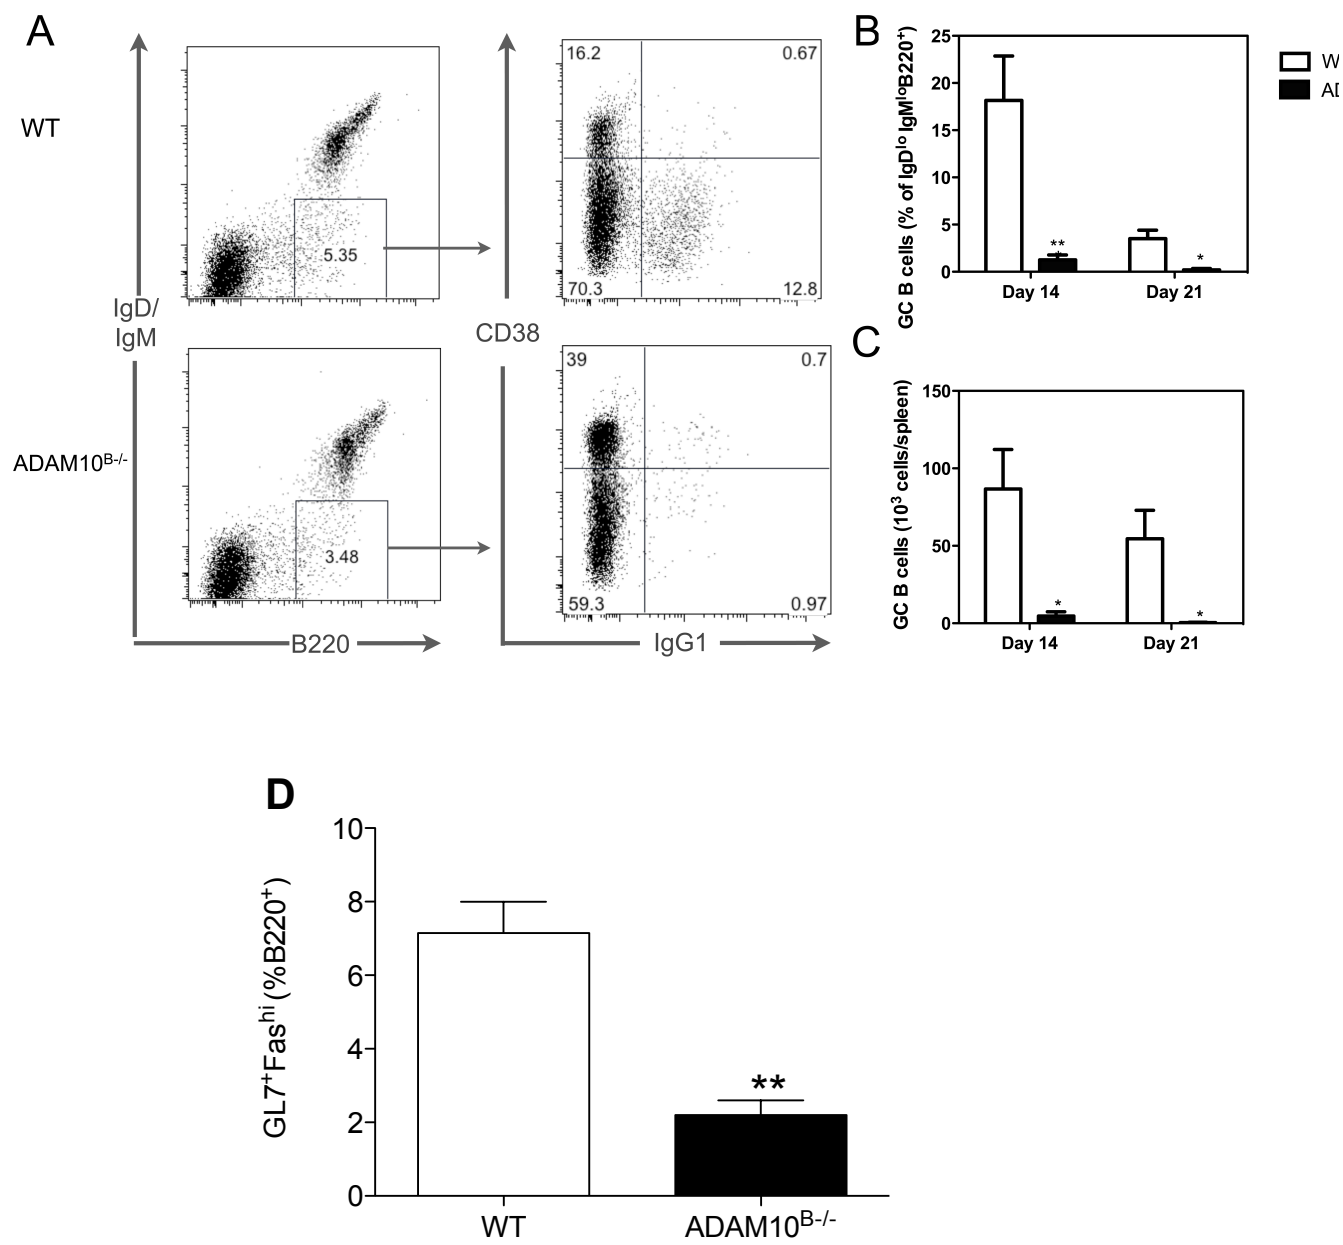 A
WT
5.35
16.2
0.67
70.3
12.8
IgD/
IgM
CD38
ADAM10B-/-
3.48
39
0.7
59.3
0.97
B220
IgG1
B
GC B cells (% of IgDlo IgMloB220+)
25
20
15
10
5
0
**
*
Day 14
Day 21
W
AD
C
GC B cells (103 cells/spleen)
150
100
50
0
*
*
Day 14
Day 21
D
GL7+Fashi (%B220+)
10
8
6
4
2
0
**
WT
ADAM10B-/-